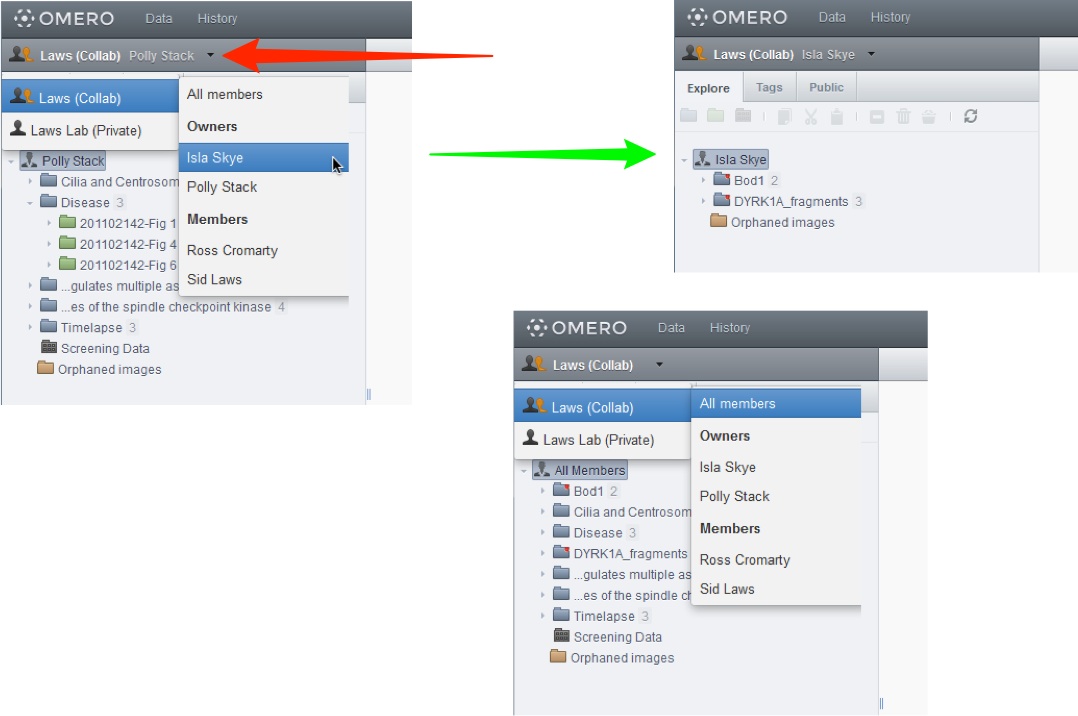 OMERO Data History
Laws (Collab) Polly Stack
Laws (Collab)
Laws Lab (Private)
All members
Owners
Isla Skye
Polly Stack
Members
Ross Cromarty
Sid Laws
Polly Stack
Cilia and Centrosom
Disease 3
201102142-Fig 1
201102142-Fig 4
201102142-Fig 6
...gulates multiple as
...es of the spindle checkpoint kinase 4
Timelapse 3
Screening Data
Orphaned images
OMERO Data History
Laws (Collab) Isla Skye
Explore Tags Public
Isla Skye
Bod1 2
DYRK1A_fragments 3
Orphaned images
OMERO Data History
Laws (Collab)
Laws (Collab)
Laws Lab (Private)
All members
Owners
Isla Skye
Polly Stack
Members
Ross Cromarty
Sid Laws
All Members
Bod1 2
Cilia and Centrosom
Disease 3
DYRK1A_fragments
...gulates multiple as
...es of the spindle ch
Timelapse 3
Screening Data
Orphaned images